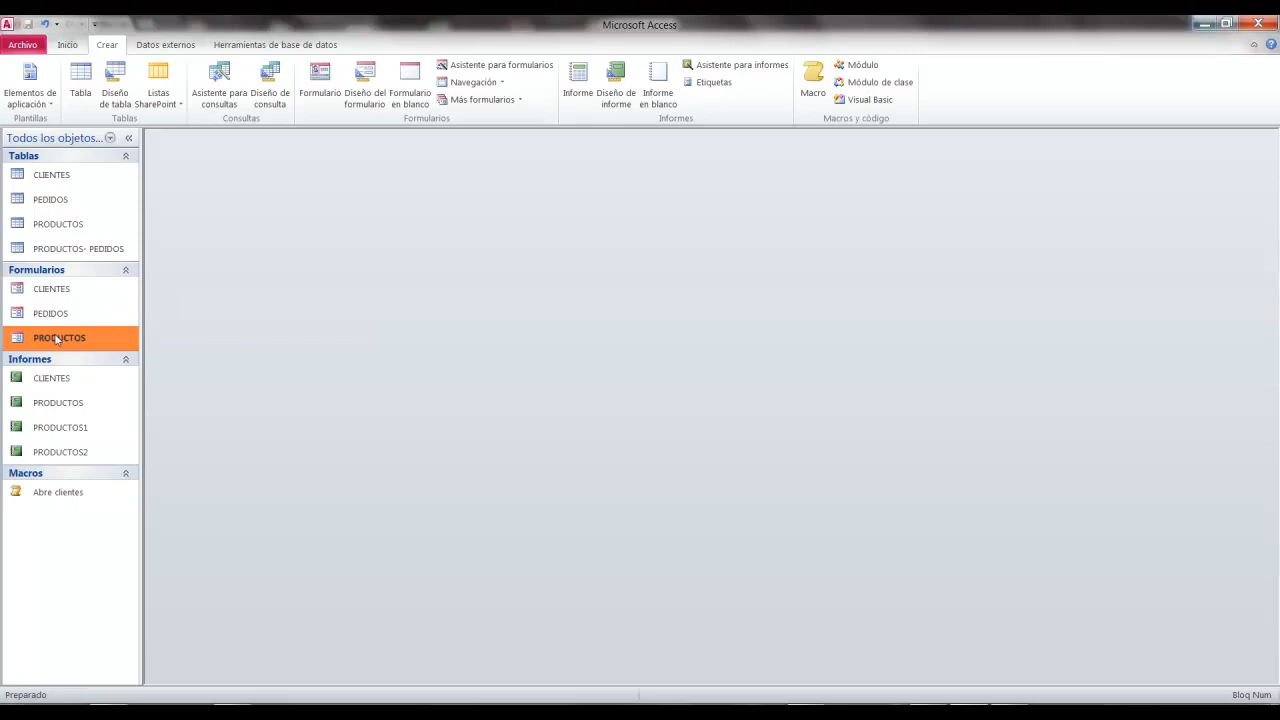 Microsoft Access
Archivo Inicio Crear Datos externos Herramientas de base de datos
Elementos de aplicación
Plantillas
Tabla
Diseño de tabla
Listas SharePoint
Tablas
Asistente para consultas
Diseño de consulta
Consultas
Formulario
Diseño del formulario
Formulario en blanco
Asistente para formularios
Navegación
Más formularios
Formularios
Informe
Diseño de informe
Informe en blanco
Asistente para informes
Etiquetas
Informes
Macro
Módulo
Módulo de clase
Visual Basic
Macros y código
Todos los objetos...
Tablas
CLIENTES
PEDIDOS
PRODUCTOS
PRODUCTOS- PEDIDOS
Formularios
CLIENTES
PEDIDOS
PRODUCTOS
Informes
CLIENTES
PRODUCTOS
PRODUCTOS1
PRODUCTOS2
Macros
Abre clientes
Preparado
Bloq Num